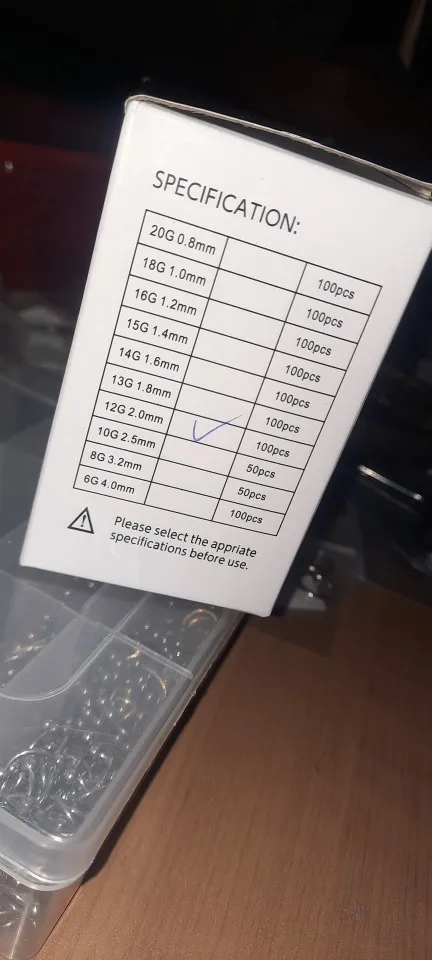 SPECIFICATION:
20G 0.8mm 100pcs
18G 1.0mm 100pcs
16G 1.2mm 100pcs
15G 1.4mm 100pcs
14G 1.6mm 100pcs
13G 1.8mm 100pcs
12G 2.0mm ✓ 100pcs
10G 2.5mm 50pcs
8G 3.2mm 50pcs
6G 4.0mm 100pcs
Please select the appriate
specifications before use.